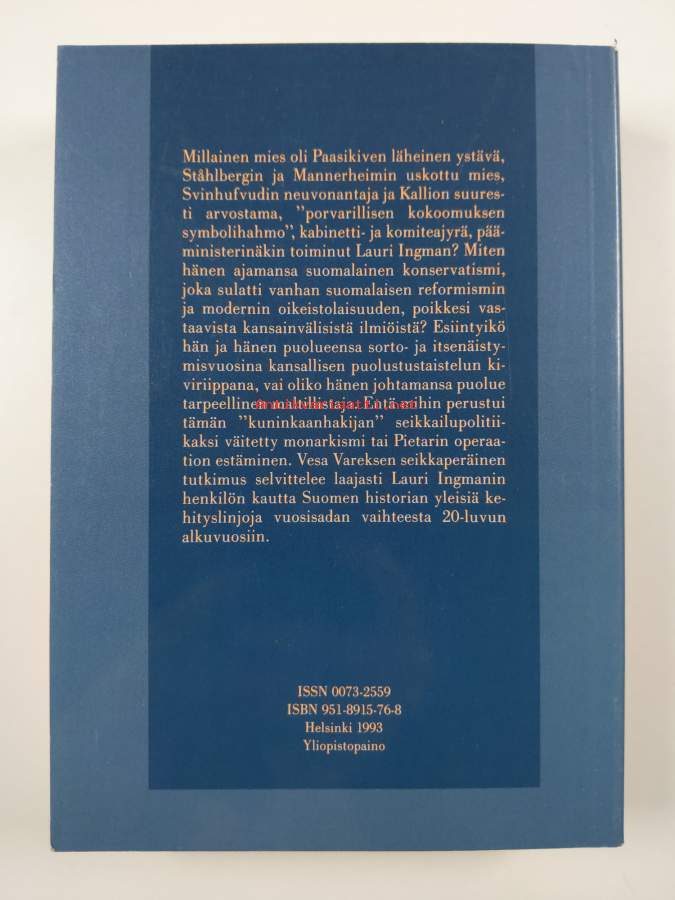 Millainen mies oli Paasikiven läheinen ystävä,
Ståhlbergin ja Mannerheimin uskottu mies,
Svinhufvudin neuvonantaja ja Kallion suures-
ti arvostama, ”porvarillisen kokoomuksen
symbolihahmo”, kabinetti- ja komiteajyrä, pää-
ministerinäkin toiminut Lauri Ingman? Miten
hänen ajamansa suomalainen konservatismi,
joka sulatti vanhan suomalaisen reformismin
ja modernin oikeistolaisuuden, poikkesi vas-
taavista kansainvälisistä ilmiöistä? Esiintyikö
hän ja hänen puolueensa sorto- ja itsenäisty-
misvuosina kansallisen puolustustaistelun ki-
viriippana, vai oliko hänen johtamansa puolue
tarpeellinen maltillistaja? Entä mihin perustui
tämän ”kuninkaanhakijan” seikkailupolitii-
kaksi väitetty monarkismi tai Pietarin operaa-
tion estäminen. Vesa Vareksen seikkaperäinen
tutkimus selvittelee laajasti Lauri Ingmanin
henkilön kautta Suomen historian yleisiä ke-
hityslinjoja vuosisadan vaihteesta 20-luvun
alkuvuosiin.
ISSN 0073-2559
ISBN 951-8915-76-8
Helsinki 1993
Yliopistopaino